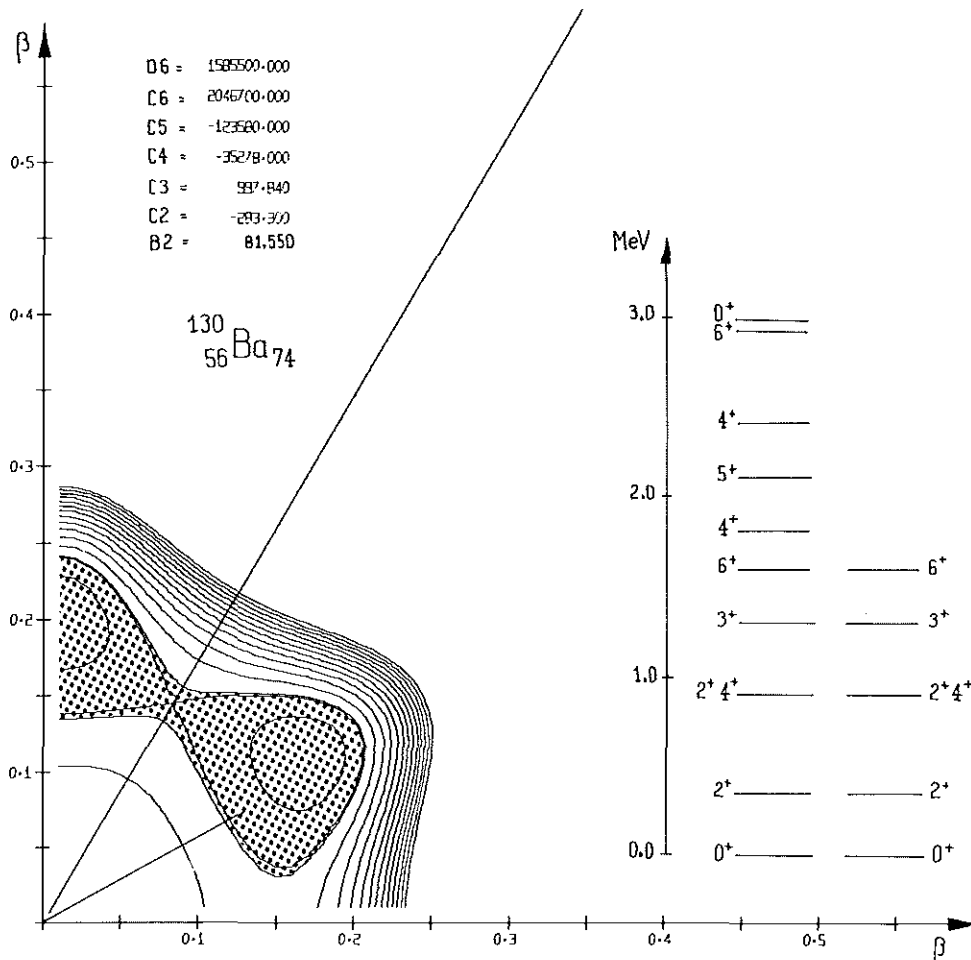 β
D6 = 1585500.000
C6 = 2046700.000
C5 = -123580.000
C4 = -35278.000
C3 = 997.840
C2 = -293.300
B2 = 81.550
130
56 Ba 74
0.5
0.4
0.3
0.2
0.1
0.1 0.2 0.3 0.4 0.5
β
MeV
3.0
2.0
1.0
0.0
0+
6+
4+
5+
4+
6+ 6+
3+ 3+
2+4+ 2+4+
2+ 2+
0+ 0+